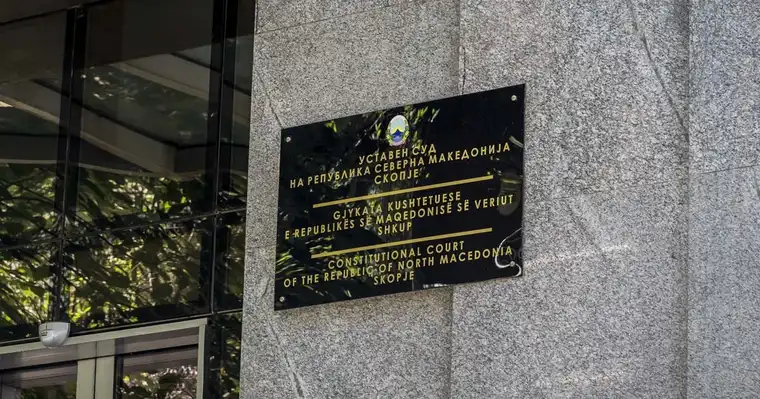 УСТАВЕН СУД
НА РЕПУБЛИКА СЕВЕРНА МАКЕДОНИЈА
СКОПЈЕ
GJYKATA KUSHTETUESE
E REPUBLIKËS SË MAQEDONISË SË VERIUT
SHKUP
CONSTITUTIONAL COURT
OF THE REPUBLIC OF NORTH MACEDONIA
SKOPJE